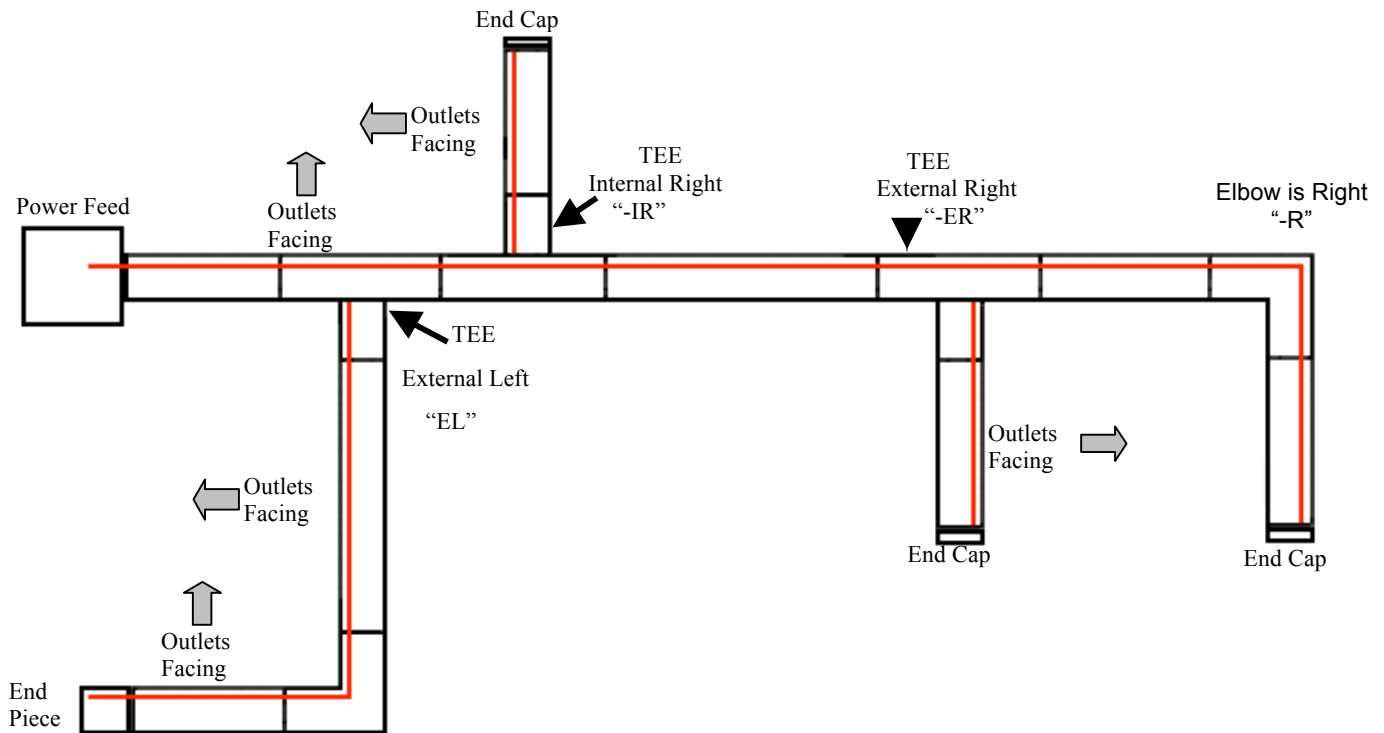 End Cap
Outlets
Facing
TEE
Internal Right
“-IR”
TEE
External Right
“-ER”
Elbow is Right
“-R”
Power Feed
Outlets
Facing
TEE
External Left
“EL”
Outlets
Facing
Outlets
Facing
End Cap
End Cap
Outlets
Facing
End
Piece